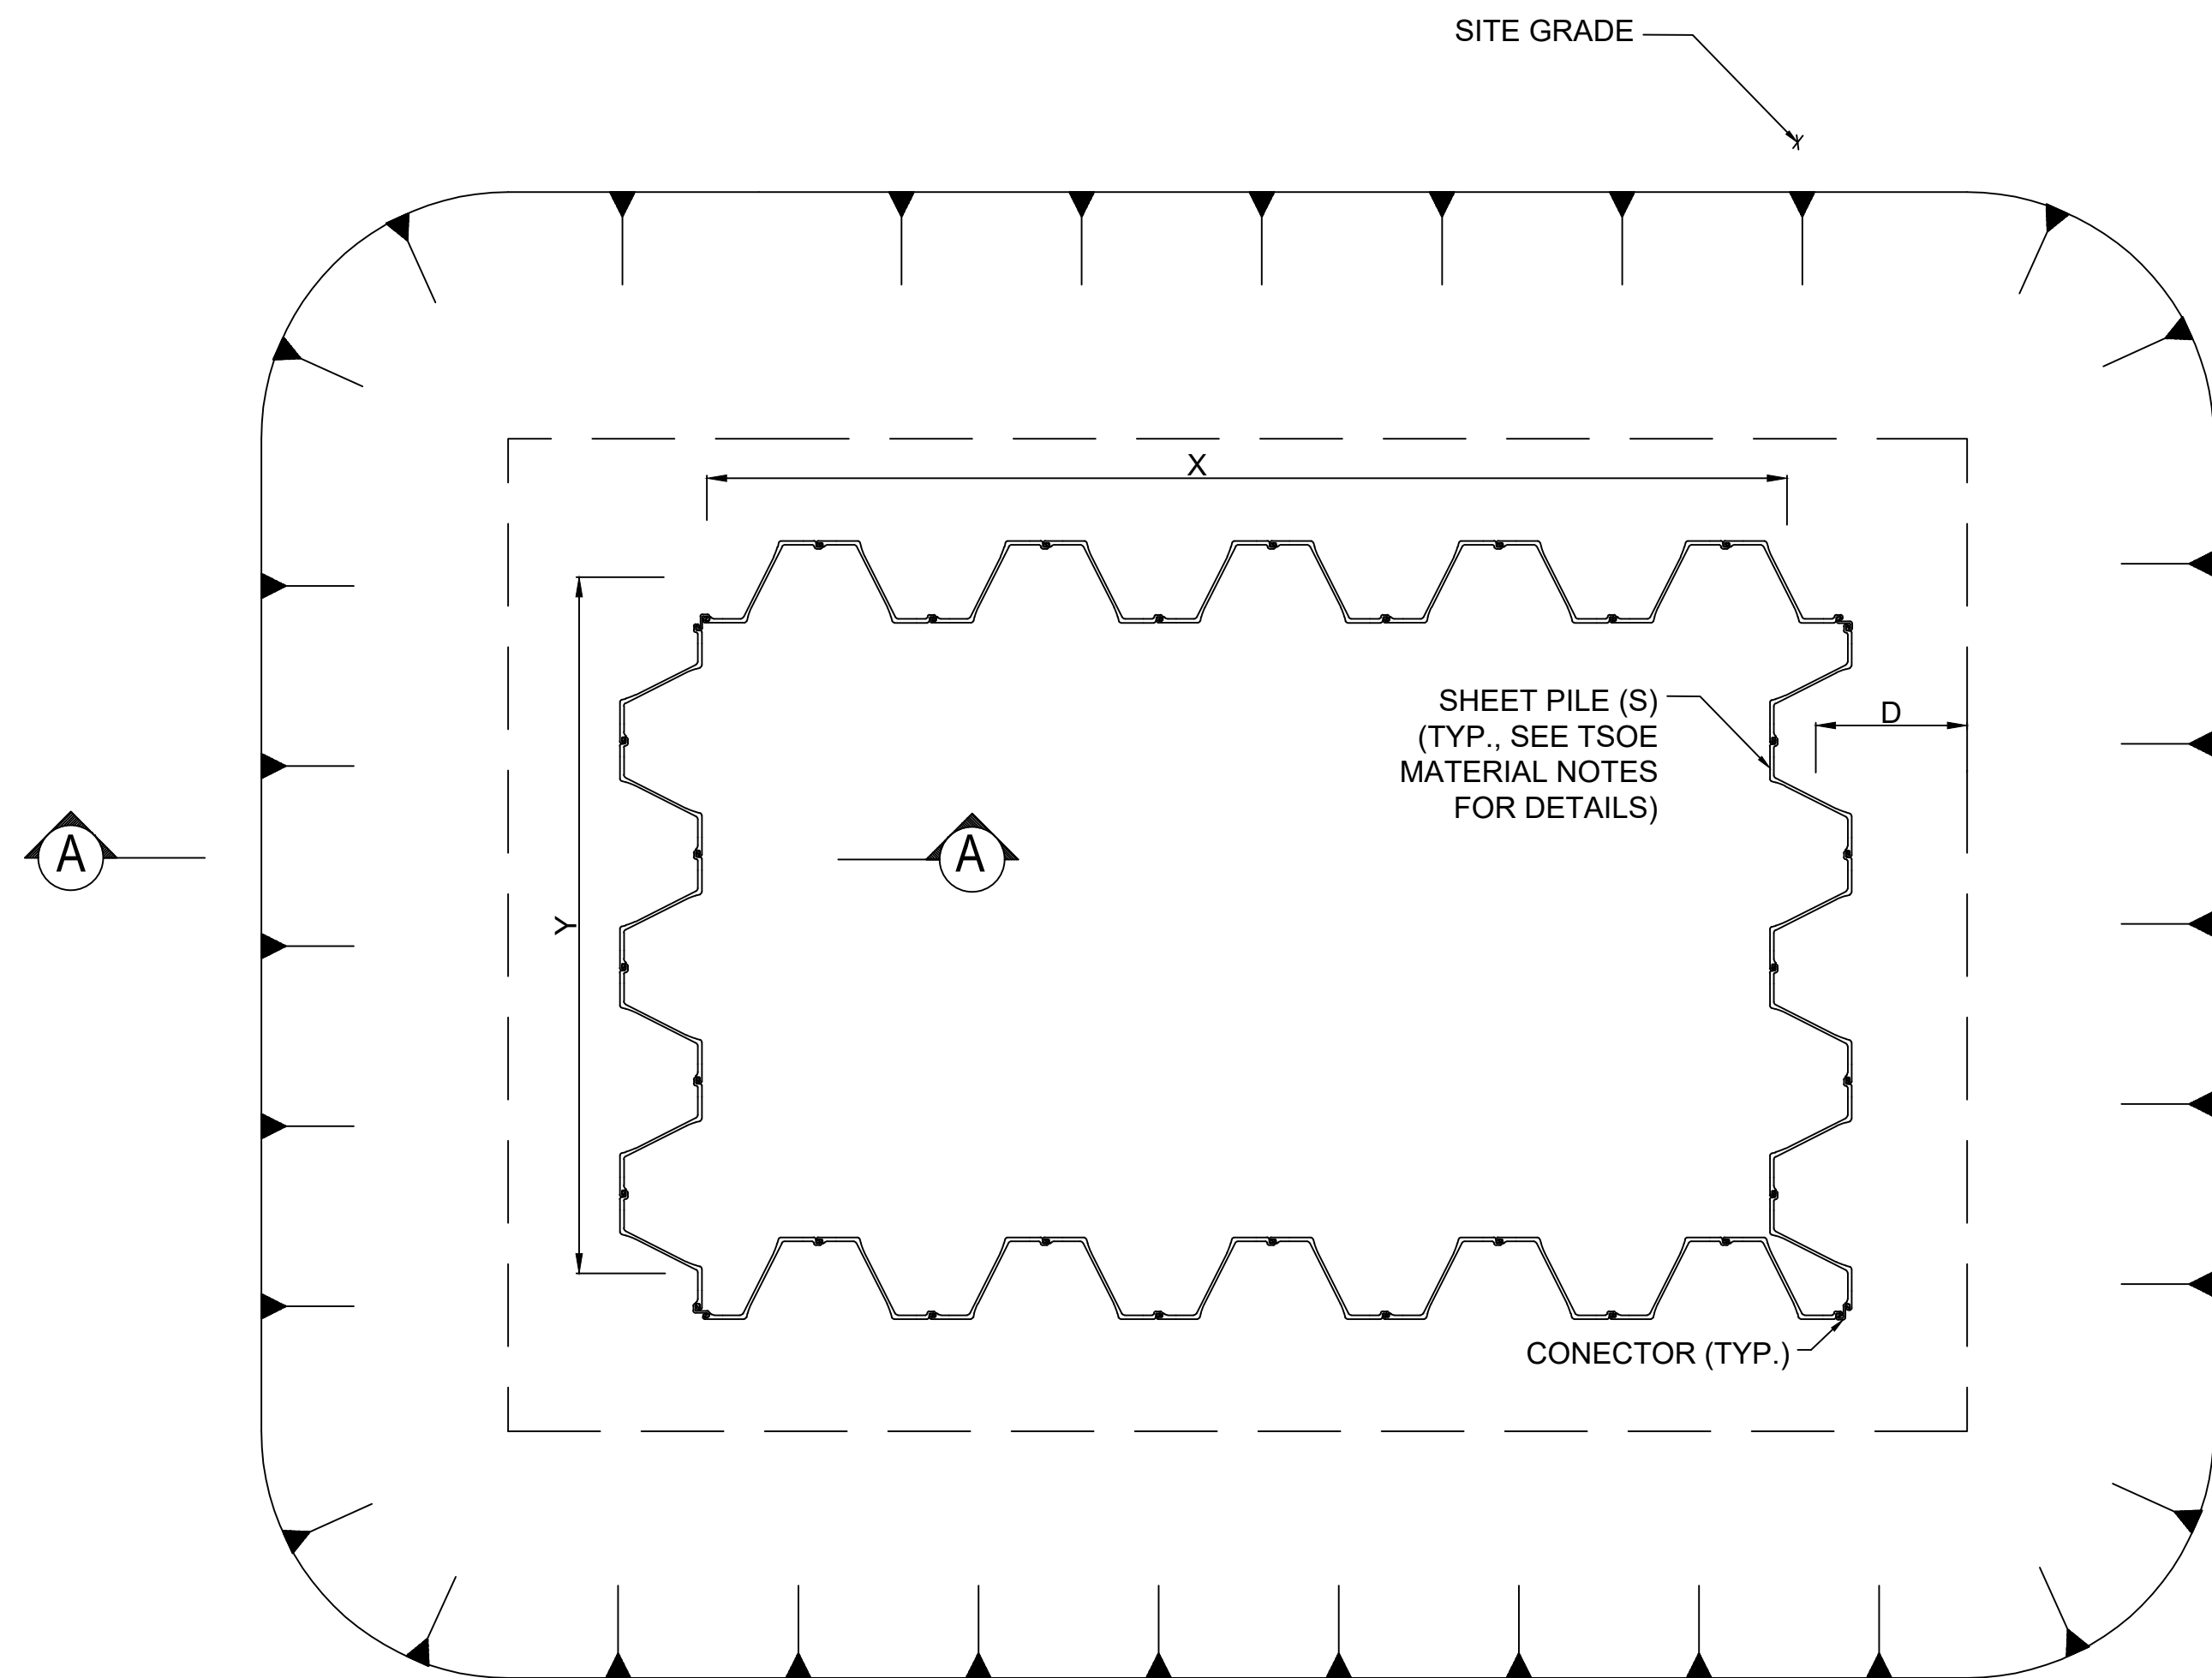 SITE GRADE
X
SHEET PILE (S)
(TYP., SEE TSOE
MATERIAL NOTES
FOR DETAILS)
D
A
A
Y
CONECTOR (TYP.)